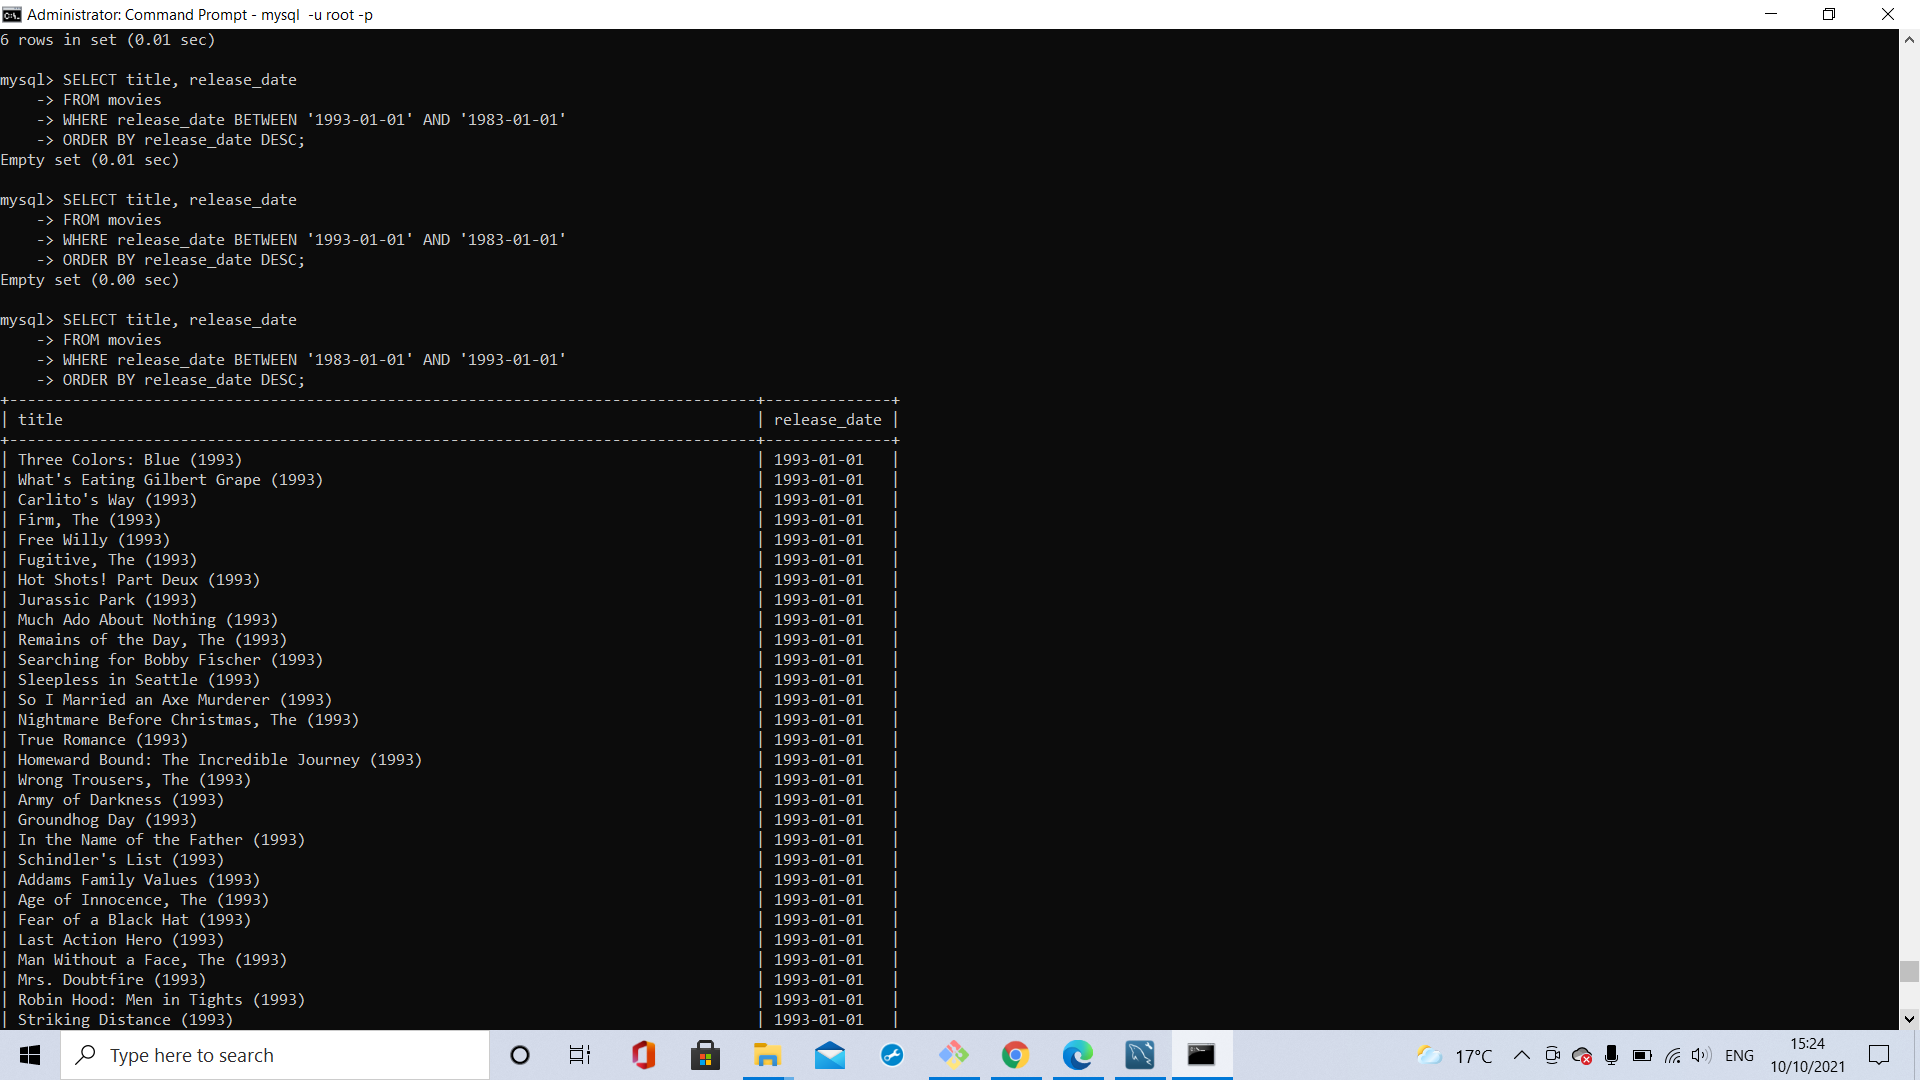 Administrator: Command Prompt - mysql  -u root -p
6 rows in set (0.01 sec)
mysql> SELECT title, release_date
    -> FROM movies
    -> WHERE release_date BETWEEN '1993-01-01' AND '1983-01-01'
    -> ORDER BY release_date DESC;
Empty set (0.01 sec)
mysql> SELECT title, release_date
    -> FROM movies
    -> WHERE release_date BETWEEN '1993-01-01' AND '1983-01-01'
    -> ORDER BY release_date DESC;
Empty set (0.00 sec)
mysql> SELECT title, release_date
    -> FROM movies
    -> WHERE release_date BETWEEN '1983-01-01' AND '1993-01-01'
    -> ORDER BY release_date DESC;
| title | release_date |
| Three Colors: Blue (1993) | 1993-01-01 |
| What's Eating Gilbert Grape (1993) | 1993-01-01 |
| Carlito's Way (1993) | 1993-01-01 |
| Firm, The (1993) | 1993-01-01 |
| Free Willy (1993) | 1993-01-01 |
| Fugitive, The (1993) | 1993-01-01 |
| Hot Shots! Part Deux (1993) | 1993-01-01 |
| Jurassic Park (1993) | 1993-01-01 |
| Much Ado About Nothing (1993) | 1993-01-01 |
| Remains of the Day, The (1993) | 1993-01-01 |
| Searching for Bobby Fischer (1993) | 1993-01-01 |
| Sleepless in Seattle (1993) | 1993-01-01 |
| So I Married an Axe Murderer (1993) | 1993-01-01 |
| Nightmare Before Christmas, The (1993) | 1993-01-01 |
| True Romance (1993) | 1993-01-01 |
| Homeward Bound: The Incredible Journey (1993) | 1993-01-01 |
| Wrong Trousers, The (1993) | 1993-01-01 |
| Army of Darkness (1993) | 1993-01-01 |
| Groundhog Day (1993) | 1993-01-01 |
| In the Name of the Father (1993) | 1993-01-01 |
| Schindler's List (1993) | 1993-01-01 |
| Addams Family Values (1993) | 1993-01-01 |
| Age of Innocence, The (1993) | 1993-01-01 |
| Fear of a Black Hat (1993) | 1993-01-01 |
| Last Action Hero (1993) | 1993-01-01 |
| Man Without a Face, The (1993) | 1993-01-01 |
| Mrs. Doubtfire (1993) | 1993-01-01 |
| Robin Hood: Men in Tights (1993) | 1993-01-01 |
| Striking Distance (1993) | 1993-01-01 |
Type here to search
17°C
ENG
15:24
10/10/2021